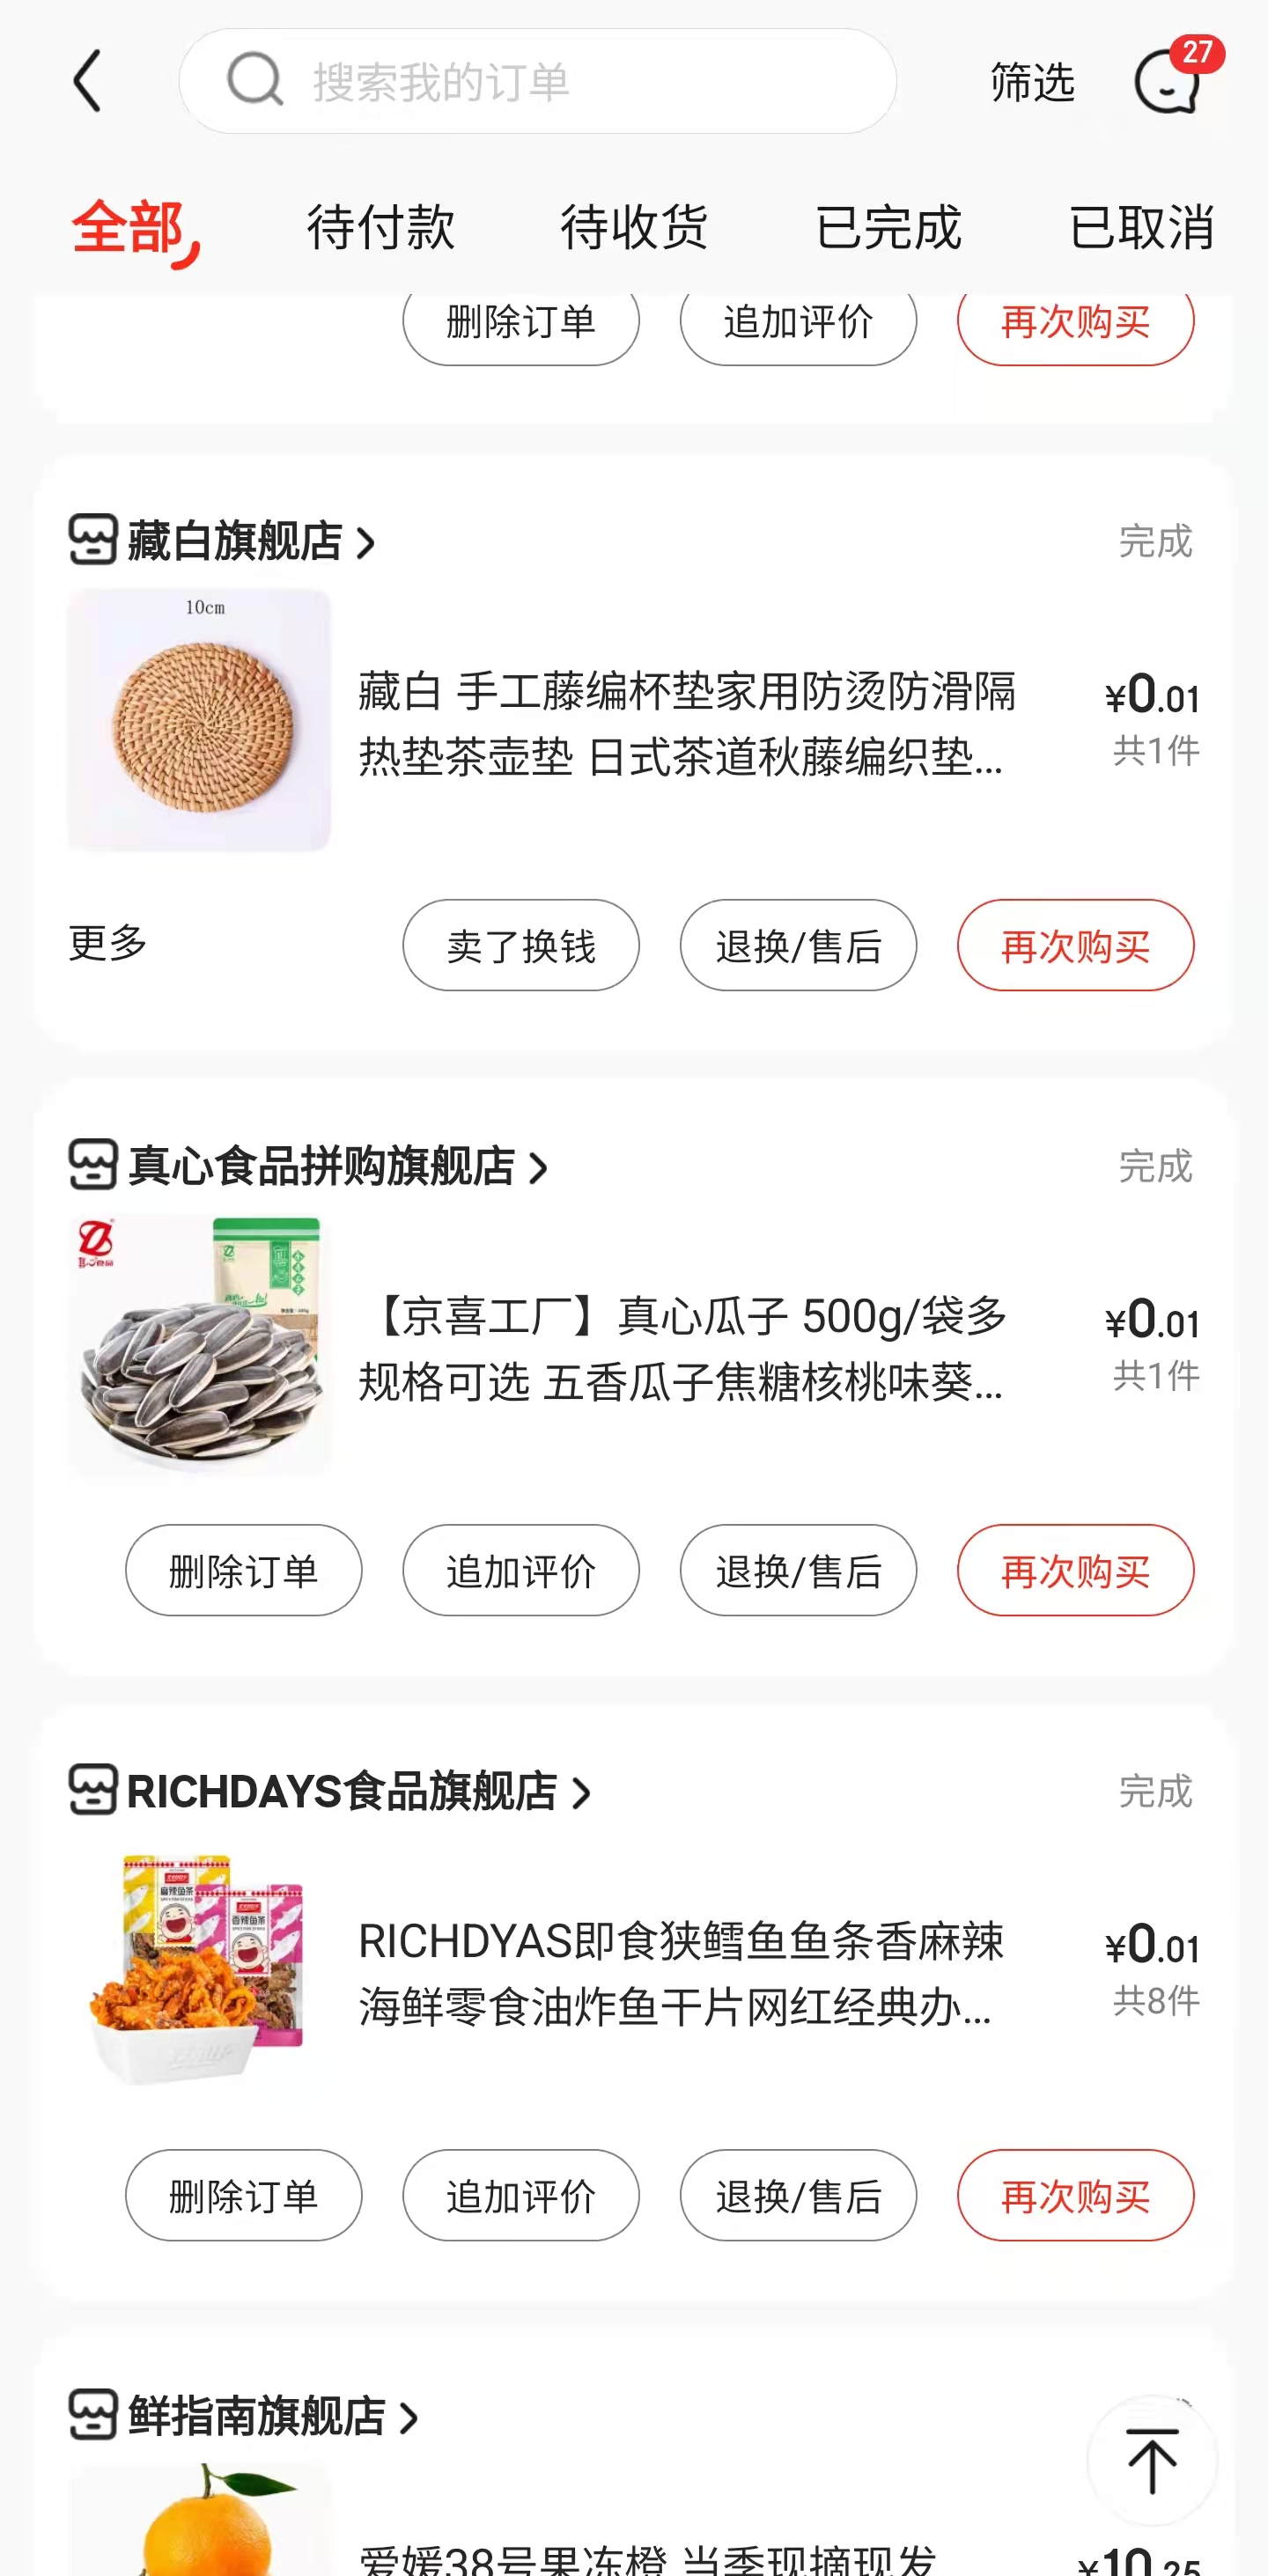 搜索我的订单
筛选
27
全部
待付款
待收货
已完成
已取消
删除订单
追加评价
再次购买
藏白旗舰店
完成
10cm
藏白 手工藤编杯垫家用防烫防滑隔
热垫茶壶垫 日式茶道秋藤编织垫...
¥0.01
共1件
更多
卖了换钱
退换/售后
再次购买
真心食品拼购旗舰店
完成
真心食品
【京喜工厂】真心瓜子 500g/袋多
规格可选 五香瓜子焦糖核桃味葵...
¥0.01
共1件
删除订单
追加评价
退换/售后
再次购买
RICHDAYS食品旗舰店
完成
麻辣鱼条
香辣鱼条
RICHDYAS即食狭鳕鱼鱼条香麻辣
海鲜零食油炸鱼干片网红经典办...
¥0.01
共8件
删除订单
追加评价
退换/售后
再次购买
鲜指南旗舰店
爱媛38号果冻橙 当季现摘现发
¥10.25